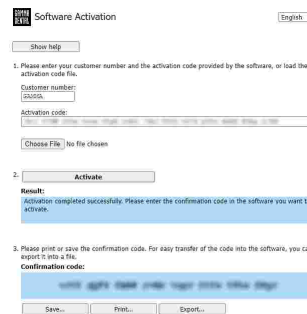 GAMMA
DENTAL
Software Activation
English
Show help
1. Please enter your customer number and the activation code provided by the software, or load the
activation code file.
Customer number:
Activation code:
Choose File No file chosen
2.
Activate
Result:
Activation completed successfully. Please enter the confirmation code in the software you want t
activate.
3. Please print or save the confirmation code. For easy transfer of the code into the software, you ca
export it into a file.
Confirmation code:
Save...
Print...
Export...